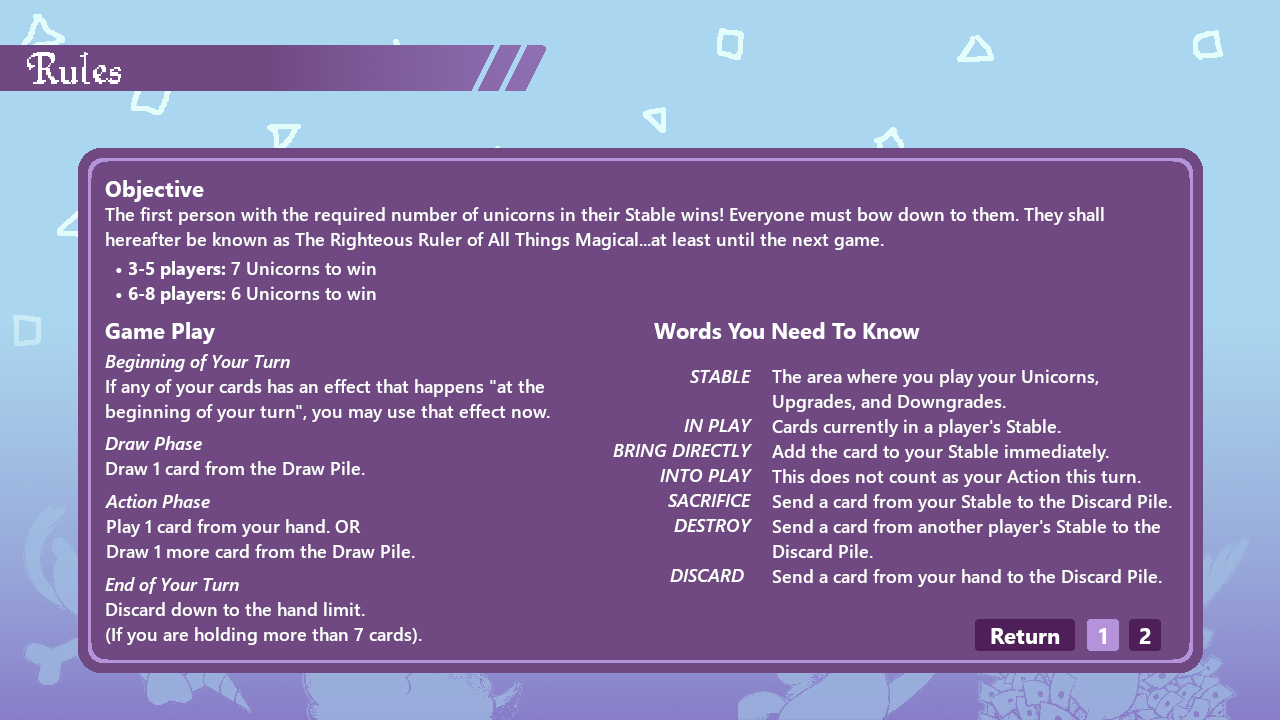 Rules
Objective
The first person with the required number of unicorns in their Stable wins! Everyone must bow down to them. They shall
hereafter be known as The Righteous Ruler of All Things Magical...at least until the next game.
• 3-5 players: 7 Unicorns to win
• 6-8 players: 6 Unicorns to win
Game Play
Beginning of Your Turn
If any of your cards has an effect that happens "at the
beginning of your turn", you may use that effect now.
Draw Phase
Draw 1 card from the Draw Pile.
Action Phase
Play 1 card from your hand. OR
Draw 1 more card from the Draw Pile.
End of Your Turn
Discard down to the hand limit.
(If you are holding more than 7 cards).
Words You Need To Know
STABLE The area where you play your Unicorns,
Upgrades, and Downgrades.
IN PLAY Cards currently in a player's Stable.
BRING DIRECTLY Add the card to your Stable immediately.
INTO PLAY This does not count as your Action this turn.
SACRIFICE Send a card from your Stable to the Discard Pile.
DESTROY Send a card from another player's Stable to the
Discard Pile.
DISCARD Send a card from your hand to the Discard Pile.
Return 1 2